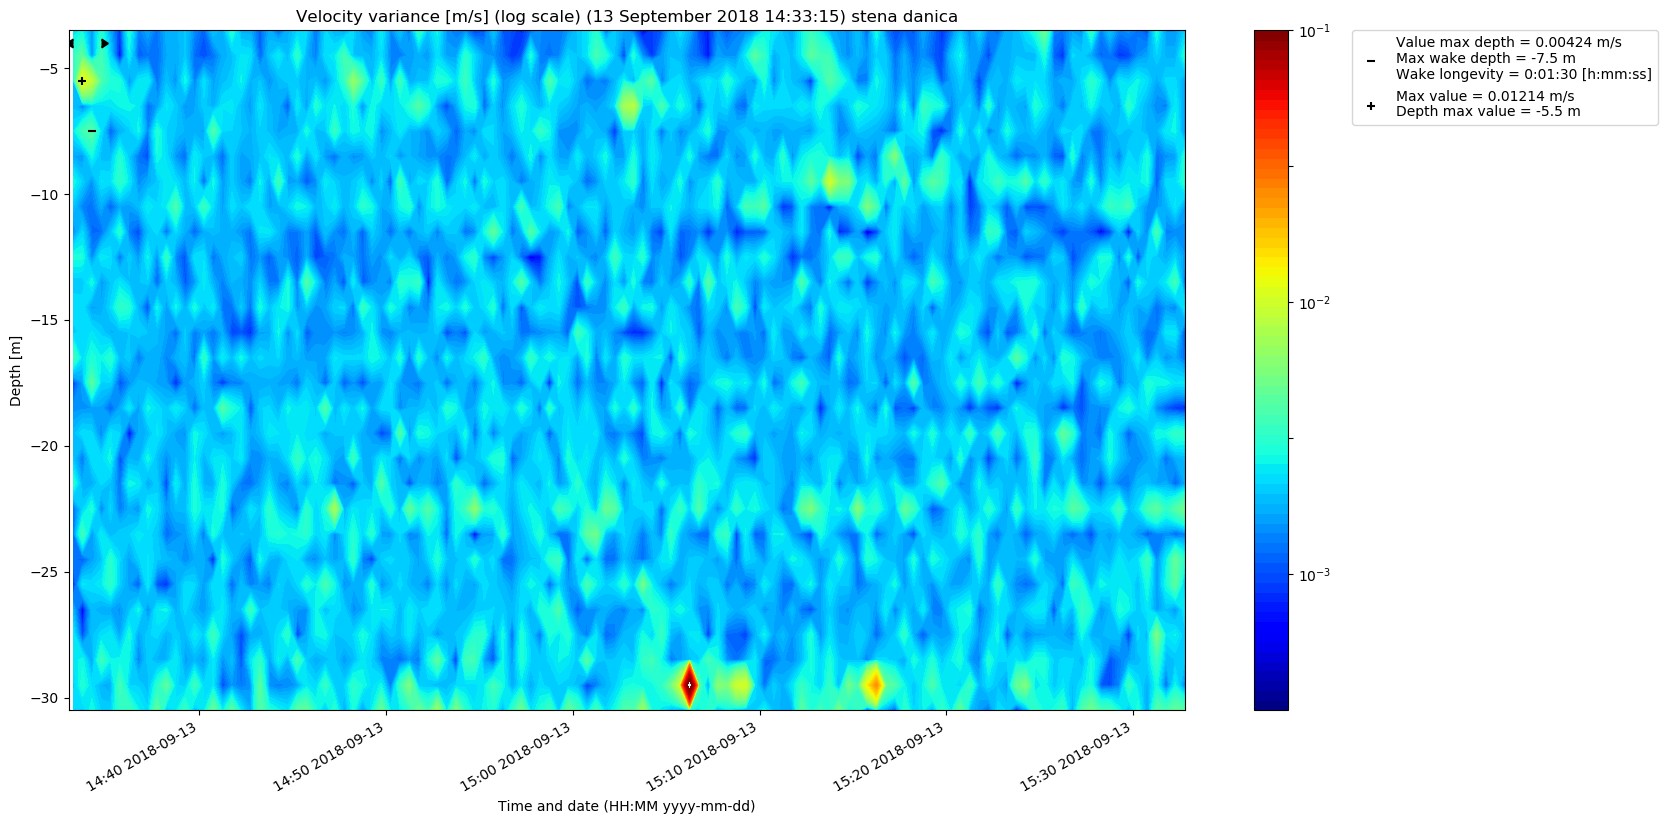 Velocity variance [m/s] (log scale) (13 September 2018 14:33:15) stena danica
Depth [m]
−5
−10
−15
−20
−25
−30
14:40 2018-09-13
14:50 2018-09-13
15:00 2018-09-13
15:10 2018-09-13
15:20 2018-09-13
15:30 2018-09-13
Time and date (HH:MM yyyy-mm-dd)
10⁻¹
10⁻²
10⁻³
Value max depth = 0.00424 m/s
Max wake depth = -7.5 m
Wake longevity = 0:01:30 [h:mm:ss]
Max value = 0.01214 m/s
Depth max value = -5.5 m